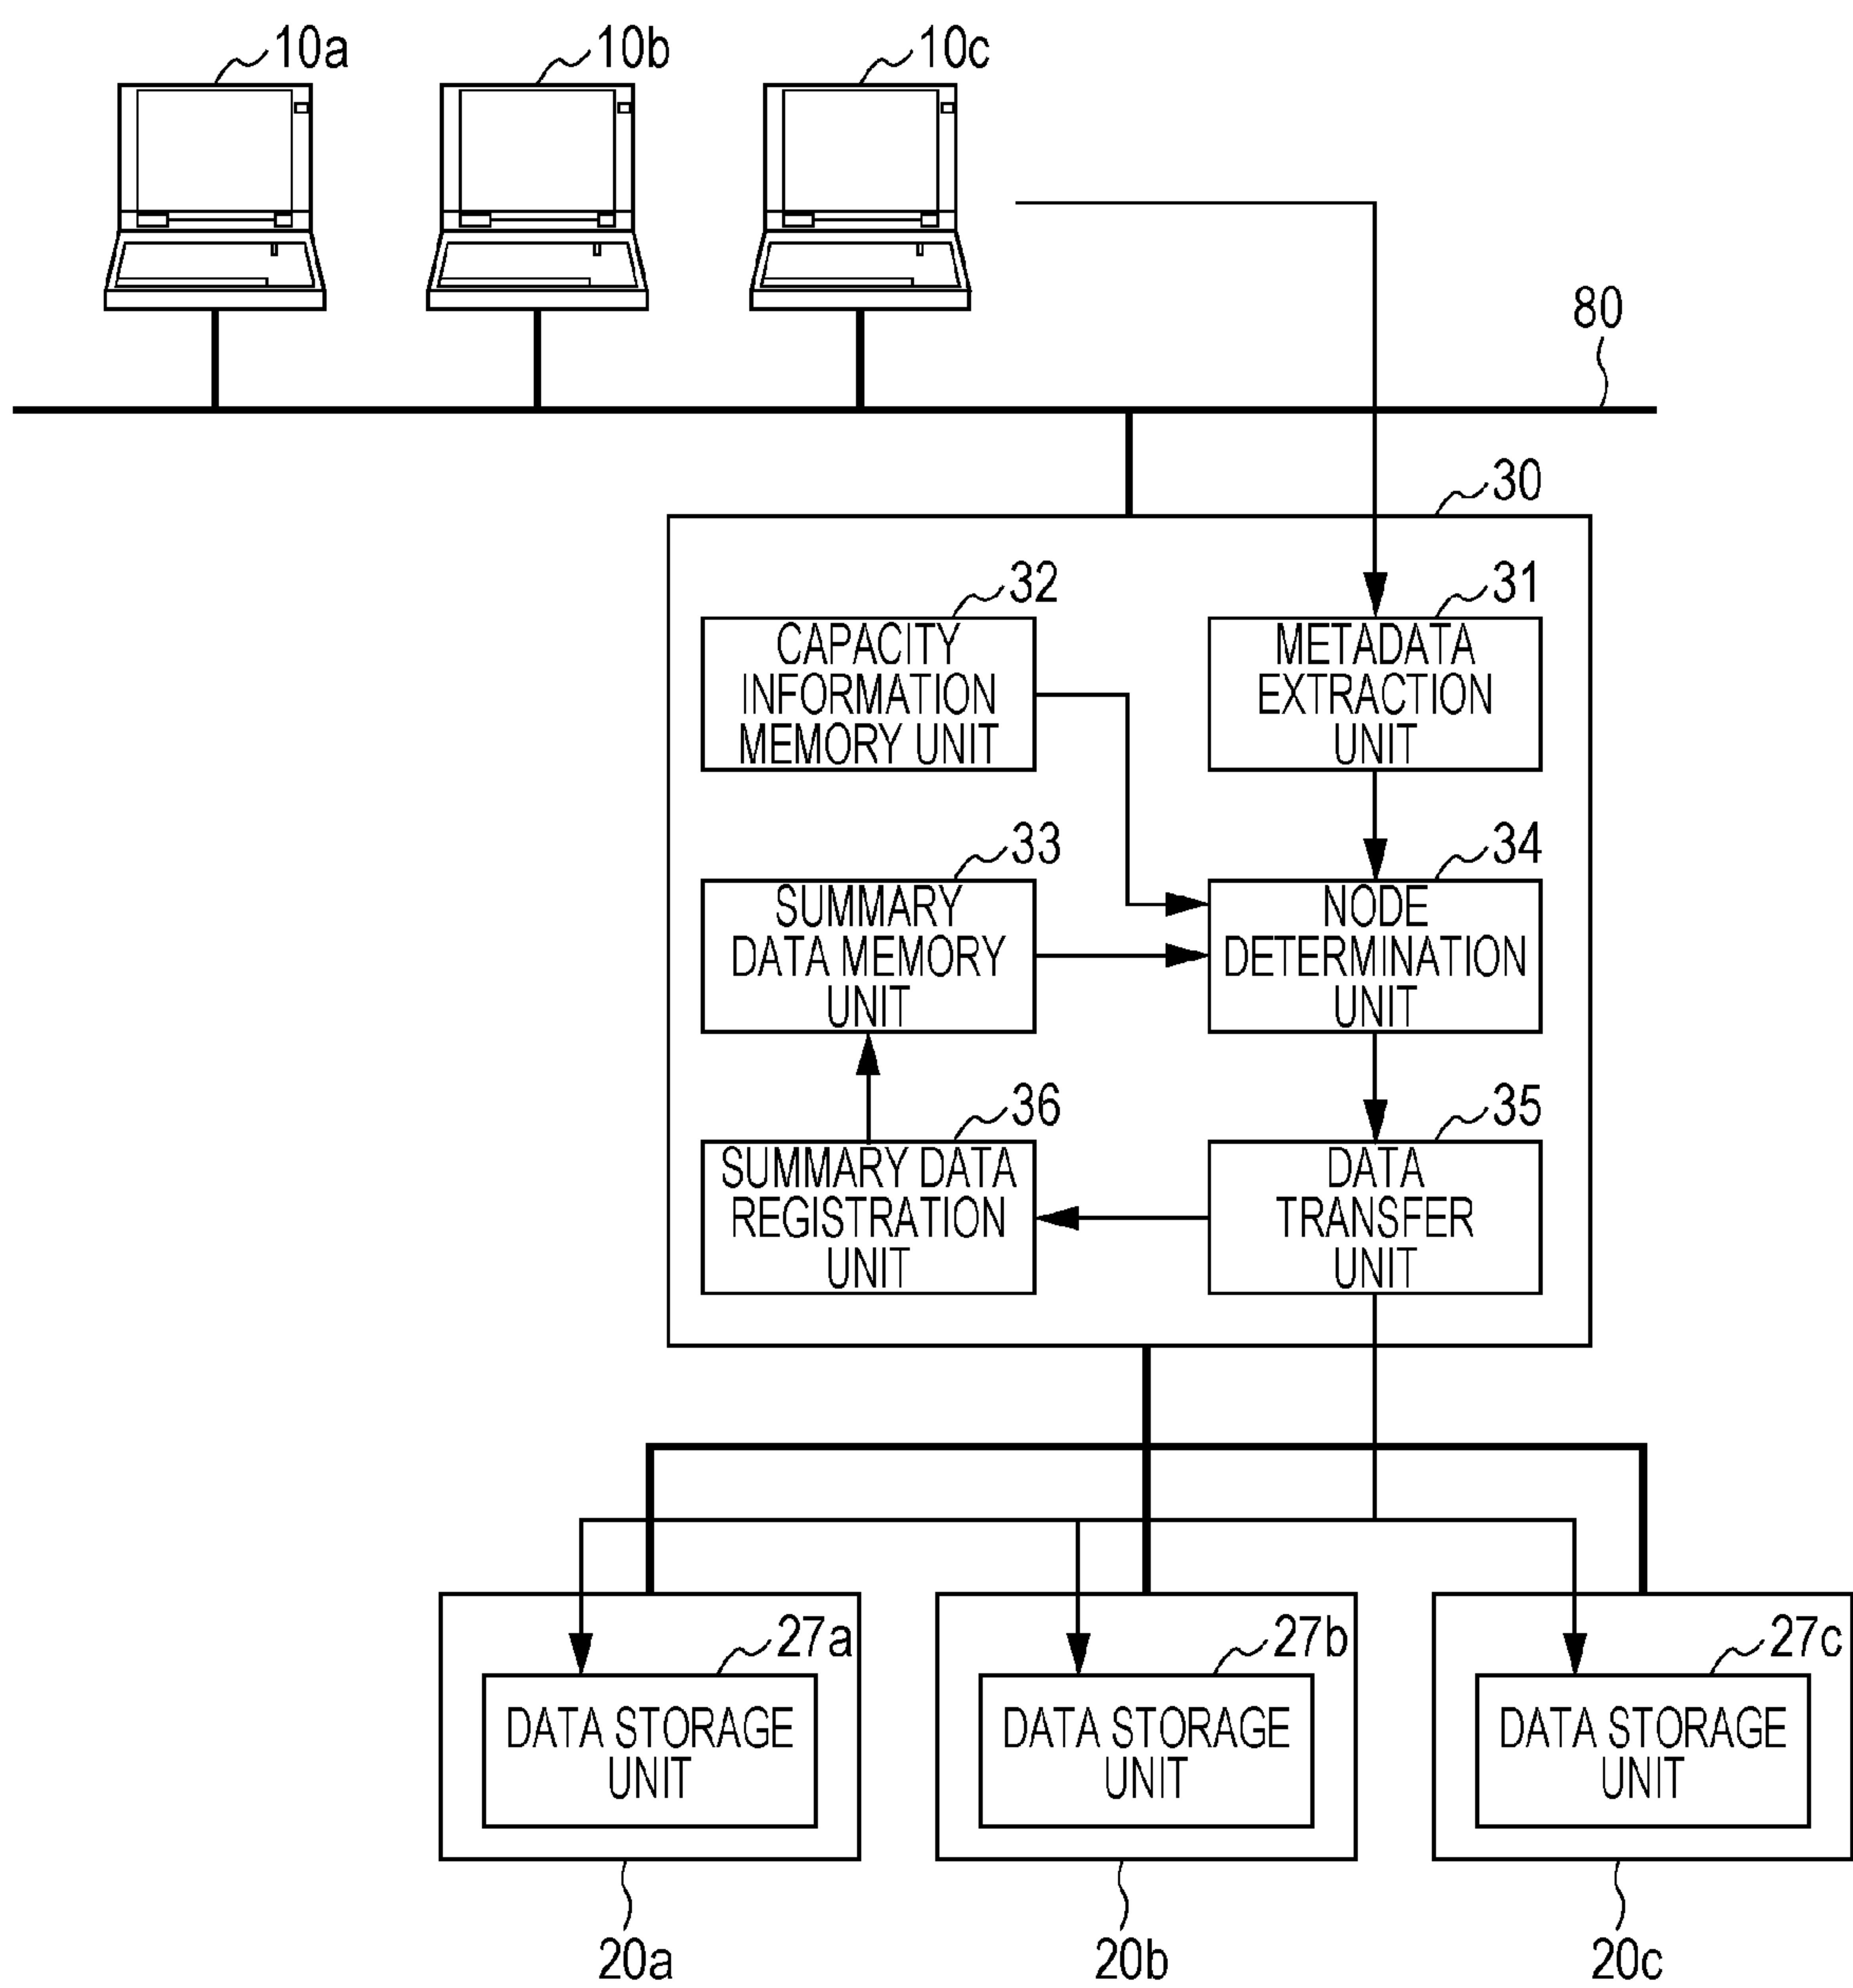 10a
10b
10c
80
30
32
31
CAPACITY
INFORMATION
MEMORY UNIT
METADATA
EXTRACTION
UNIT
33
34
SUMMARY
DATA MEMORY
UNIT
NODE
DETERMINATION
UNIT
36
35
SUMMARY DATA
REGISTRATION
UNIT
DATA
TRANSFER
UNIT
27a
27b
27c
DATA STORAGE
UNIT
DATA STORAGE
UNIT
DATA STORAGE
UNIT
20a
20b
20c